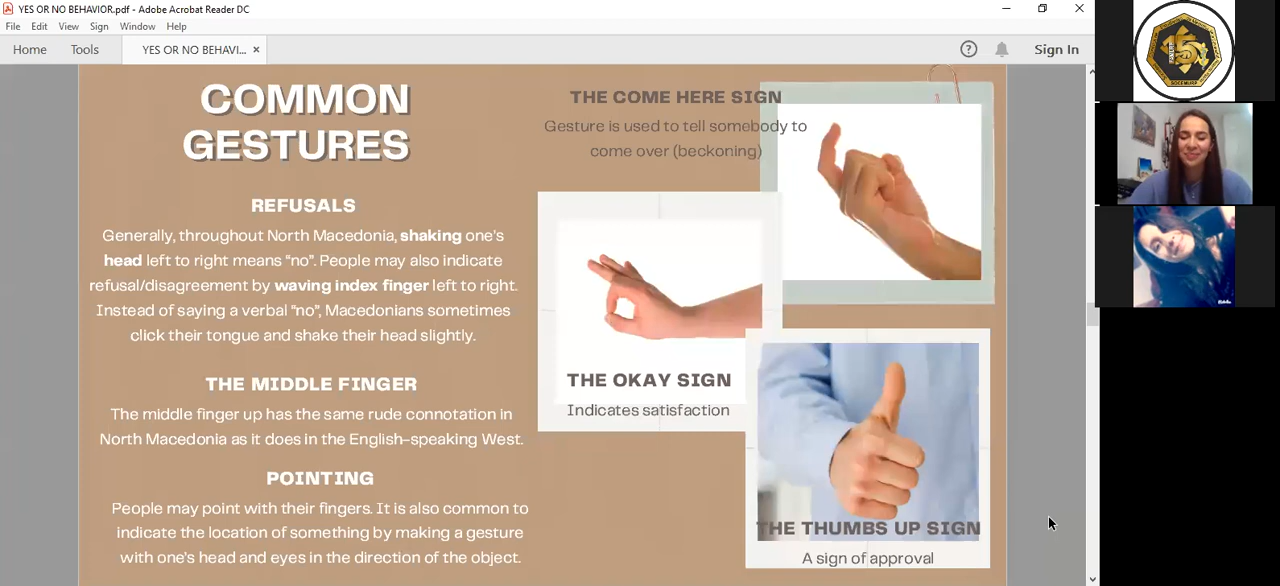 YES OR NO BEHAVIOR.pdf - Adobe Acrobat Reader DC
File Edit View Sign Window Help
Home Tools YES OR NO BEHAVI... × Sign In
COMMON
GESTURES
REFUSALS
Generally, throughout North Macedonia, shaking one's
head left to right means "no". People may also indicate
refusal/disagreement by waving index finger left to right.
Instead of saying a verbal "no", Macedonians sometimes
click their tongue and shake their head slightly.
THE MIDDLE FINGER
The middle finger up has the same rude connotation in
North Macedonia as it does in the English-speaking West.
POINTING
People may point with their fingers. It is also common to
indicate the location of something by making a gesture
with one's head and eyes in the direction of the object.
THE COME HERE SIGN
Gesture is used to tell somebody to
come over (beckoning)
THE OKAY SIGN
Indicates satisfaction
THE THUMBS UP SIGN
A sign of approval
15